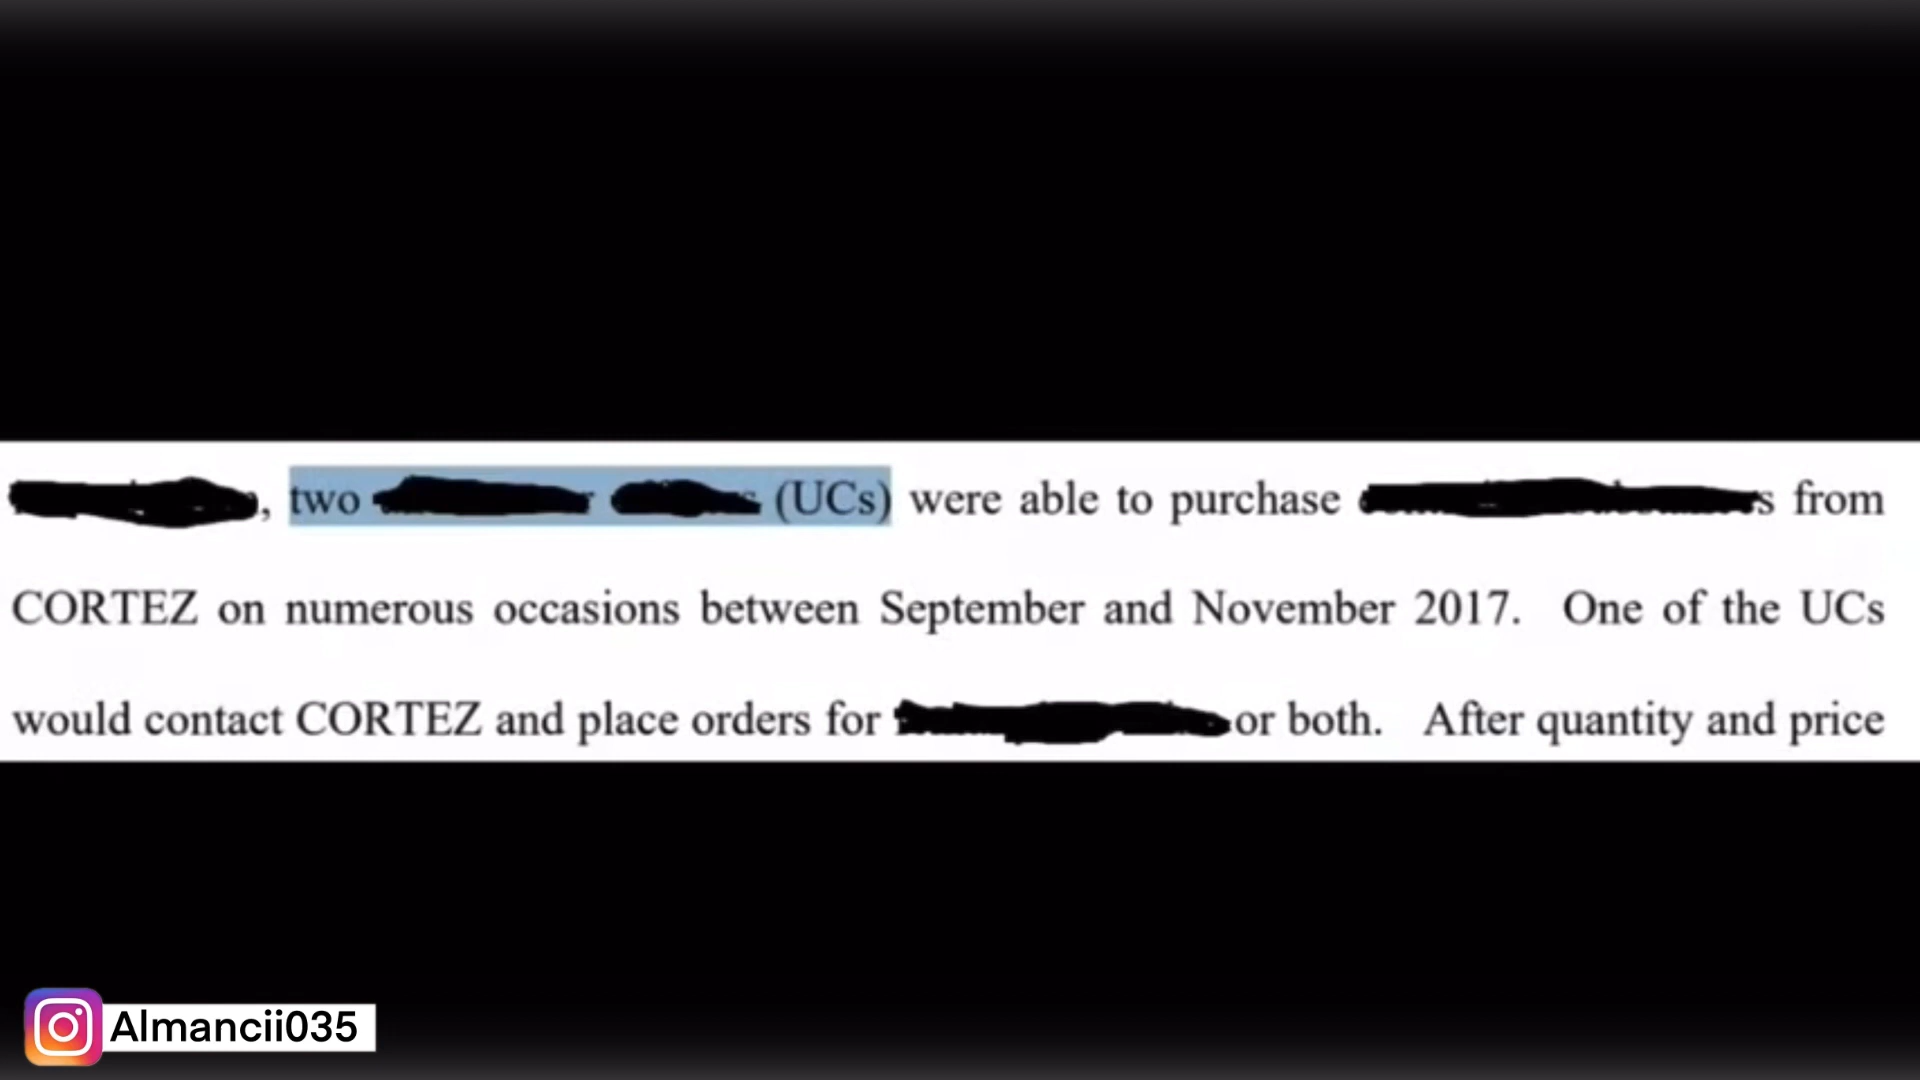 , two (UCs) were able to purchase from
CORTEZ on numerous occasions between September and November 2017. One of the UCs
would contact CORTEZ and place orders for or both. After quantity and price
Almancii035